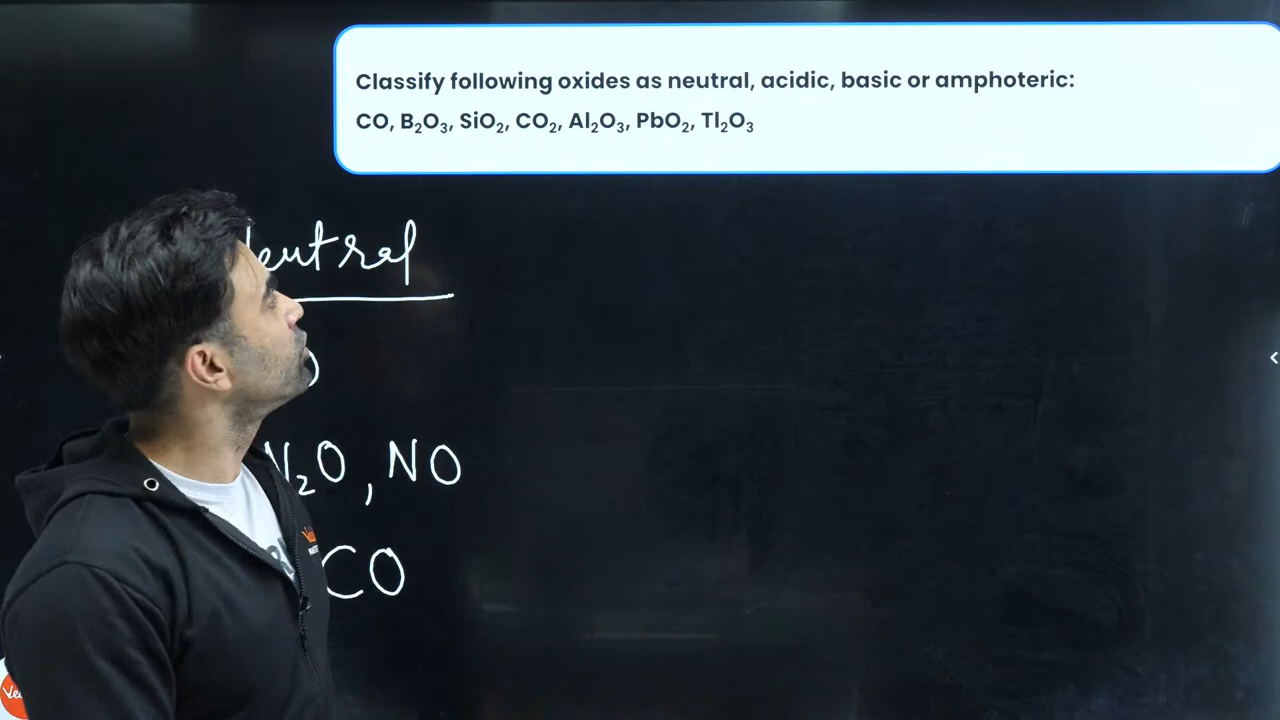 Classify following oxides as neutral, acidic, basic or amphoteric:
CO, B₂O₃, SiO₂, CO₂, Al₂O₃, PbO₂, Tl₂O₃
Neutral
N₂O, NO
CO